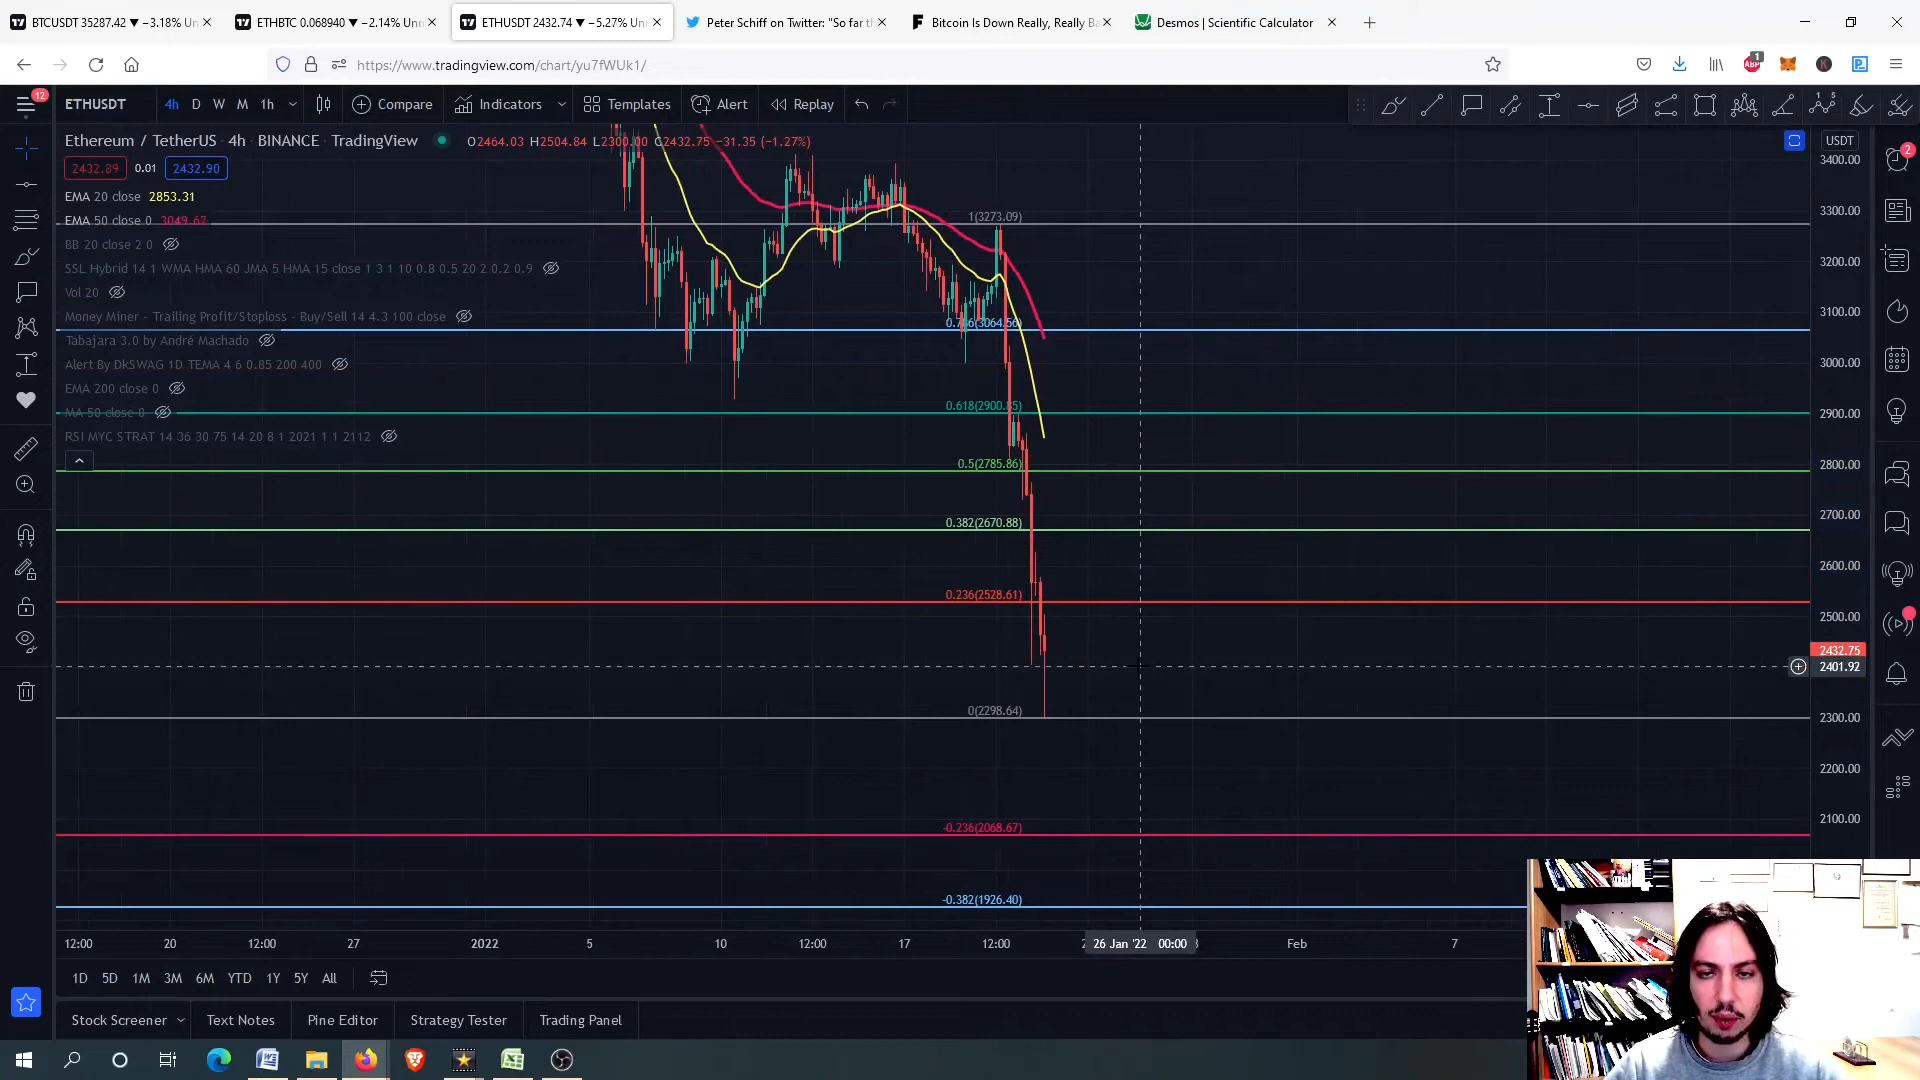 BTCUSDT 35287.42 ▼ −3.18% Un
ETHBTC 0.068940 ▼ −2.14% Unn
ETHUSDT 2432.74 ▼ −5.27% Un
Peter Schiff on Twitter: "So far th
Bitcoin Is Down Really, Really Ba
Desmos | Scientific Calculator
https://www.tradingview.com/chart/yu7fWUk1/
1
ABP
12
ETHUSDT
4h D W M 1h
Compare
Indicators
Templates
Alert
Replay
Ethereum / TetherUS · 4h · BINANCE · TradingView
O2464.03 H2504.84 L2300.00 C2432.75 −31.35 (−1.27%)
2432.89 0.01 2432.90
EMA 20 close 2853.31
EMA 50 close 0 3049.67
BB 20 close 2 0
SSL Hybrid 14 1 WMA HMA 60 JMA 5 HMA 15 close 1 3 1 10 0.8 0.5 20 2 0.2 0.9
Vol 20
Money Miner - Trailing Profit/Stoploss - Buy/Sell 14 4.3 100 close
Tabajara 3.0 by André Machado
Alert By DkSWAG 1D TEMA 4 6 0.85 200 400
EMA 200 close 0
MA 50 close 0
RSI MYC STRAT 14 36 30 75 14 20 8 1 2021 1 1 2112
1(3273.09)
0.618(2900.85)
0.5(2785.86)
0.382(2670.88)
0.236(2528.61)
0(2298.64)
-0.236(2068.67)
-0.382(1926.40)
USDT
3400.00
3300.00
3200.00
3100.00
3000.00
2900.00
2800.00
2700.00
2600.00
2500.00
2432.75
2401.92
2300.00
2200.00
2100.00
2
12:00 20 12:00 27 2022 5 10 12:00 17 12:00 26 Jan '22 00:00 Feb 7
1D 5D 1M 3M 6M YTD 1Y 5Y All
Stock Screener
Text Notes
Pine Editor
Strategy Tester
Trading Panel